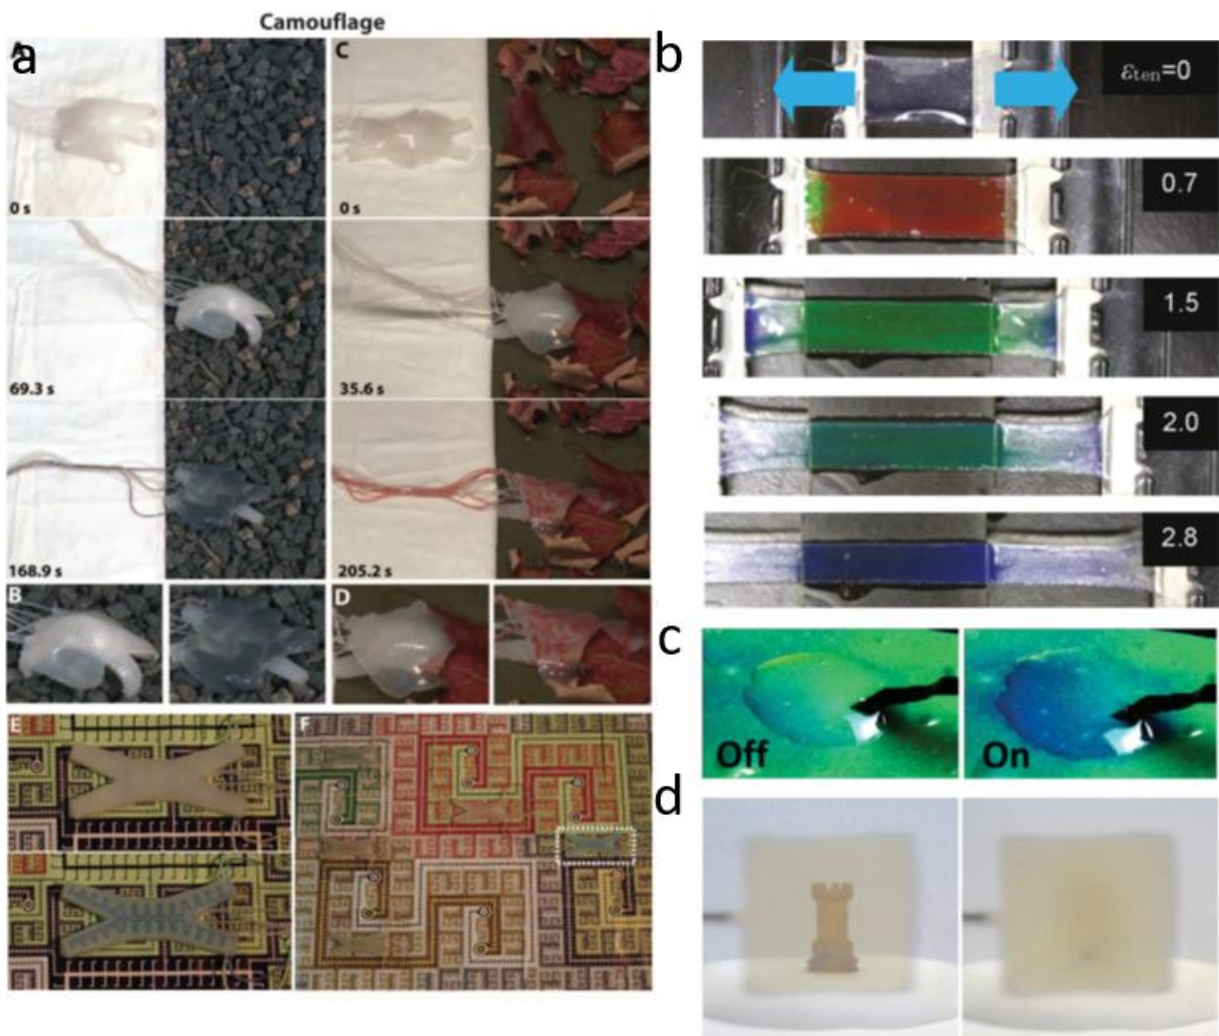 Camouflage
a
A
C
0 s
0 s
69.3 s
35.6 s
168.9 s
205.2 s
B
D
E
F
b
εten=0
0.7
1.5
2.0
2.8
c
Off
On
d